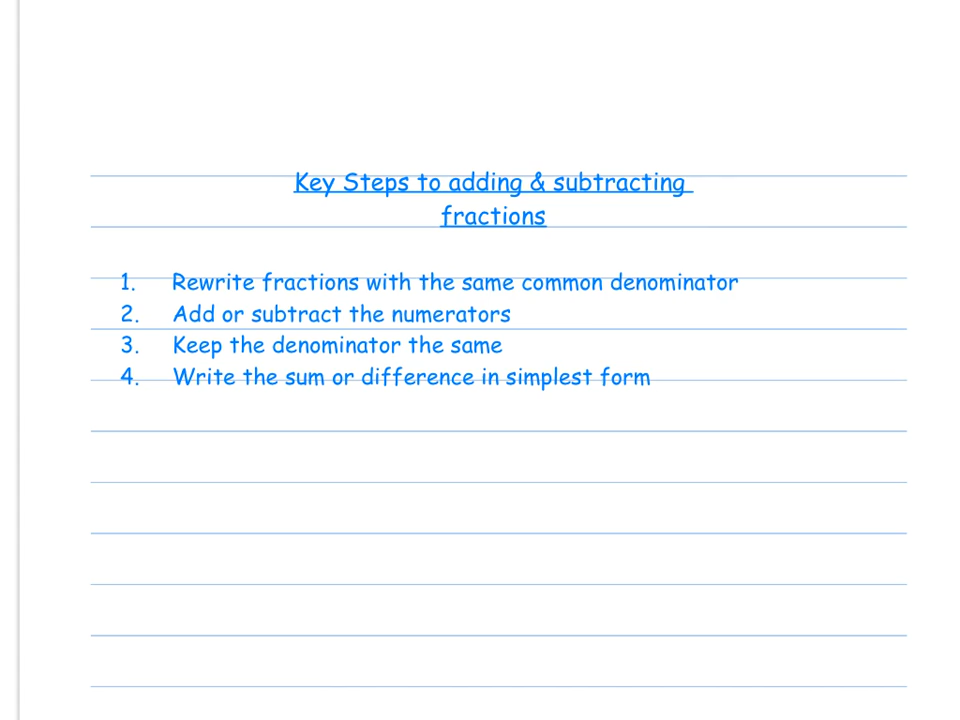 Key Steps to adding & subtracting
fractions
1. Rewrite fractions with the same common denominator
2. Add or subtract the numerators
3. Keep the denominator the same
4. Write the sum or difference in simplest form